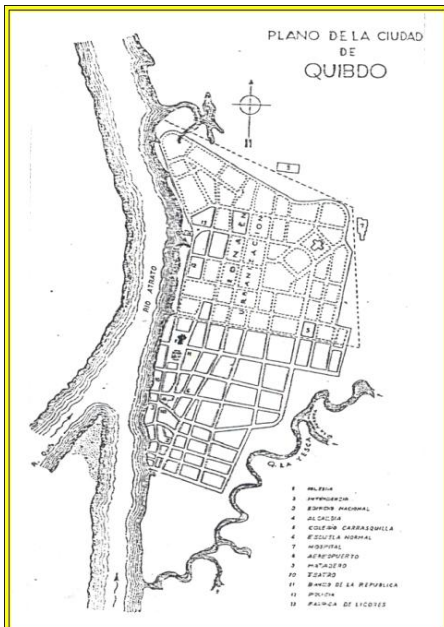 PLANO DE LA CIUDAD
DE
QUIBDO
RIO ATRATO
ZONA EN
URBANIZACION
Q. LA YESCA
1 IGLESIA
2 INTENDENCIA
3 EDIFICIO NACIONAL
4 ALCALDIA
COLEGIO CARRASQUILLA
6 ESCUELA NORMAL
7 HOSPITAL
8 AEREOPUERTO
9 MATADERO
10 TEATRO
11 BANCO DE LA REPUBLICA
12 POLICIA
13 FABRICA DE LICORES